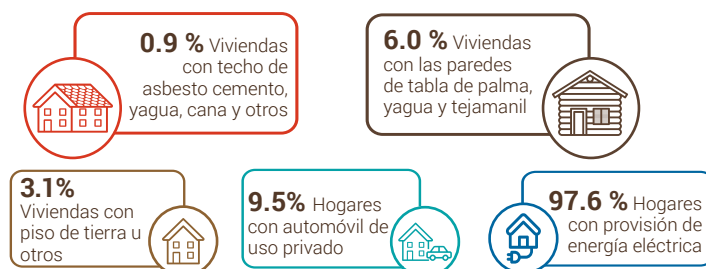 0.9 % Viviendas
con techo de
asbesto cemento,
yagua, cana y otros
6.0 % Viviendas
con las paredes
de tabla de palma,
yagua y tejamanil
3.1%
Viviendas con
piso de tierra u
otros
9.5% Hogares
con automóvil de
uso privado
97.6 % Hogares
con provisión de
energía eléctrica